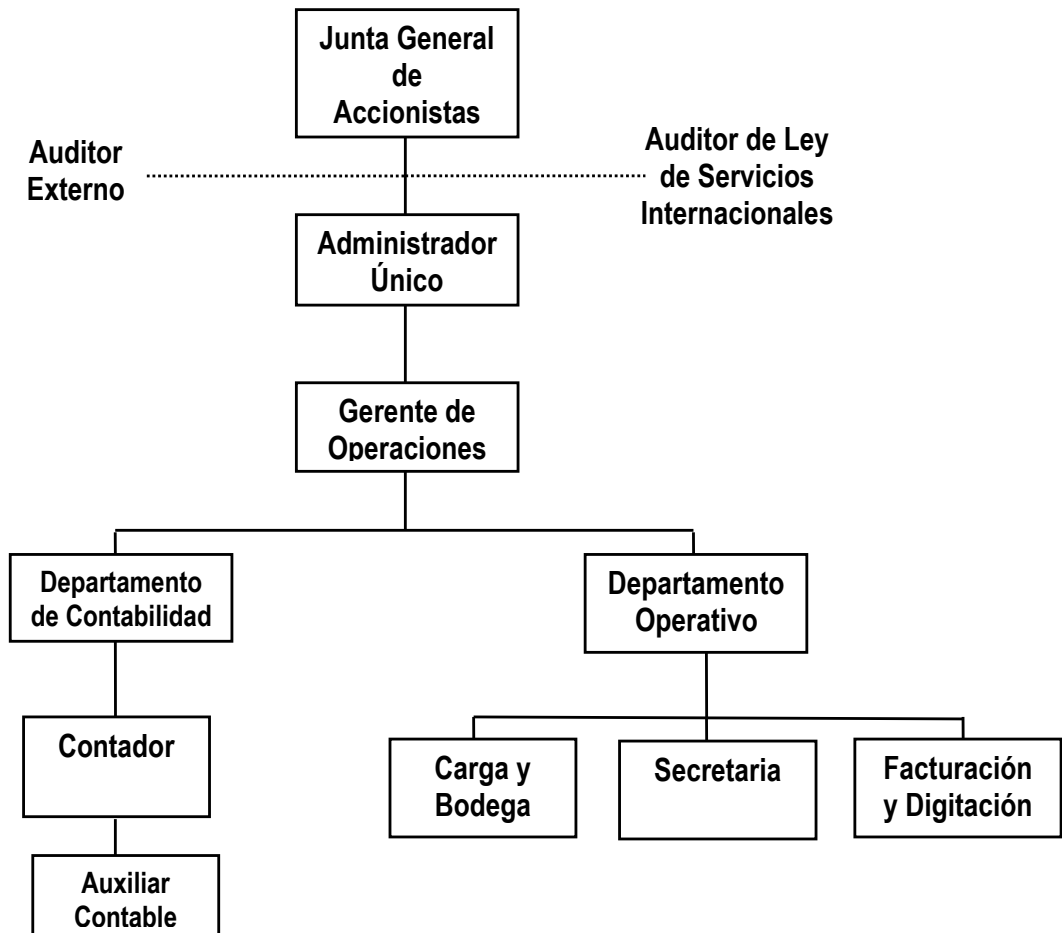 Junta General
de
Accionistas
Auditor
Externo
Auditor de Ley
de Servicios
Internacionales
Administrador
Único
Gerente de
Operaciones
Departamento
de Contabilidad
Departamento
Operativo
Contador
Carga y
Bodega
Secretaria
Facturación
y Digitación
Auxiliar
Contable